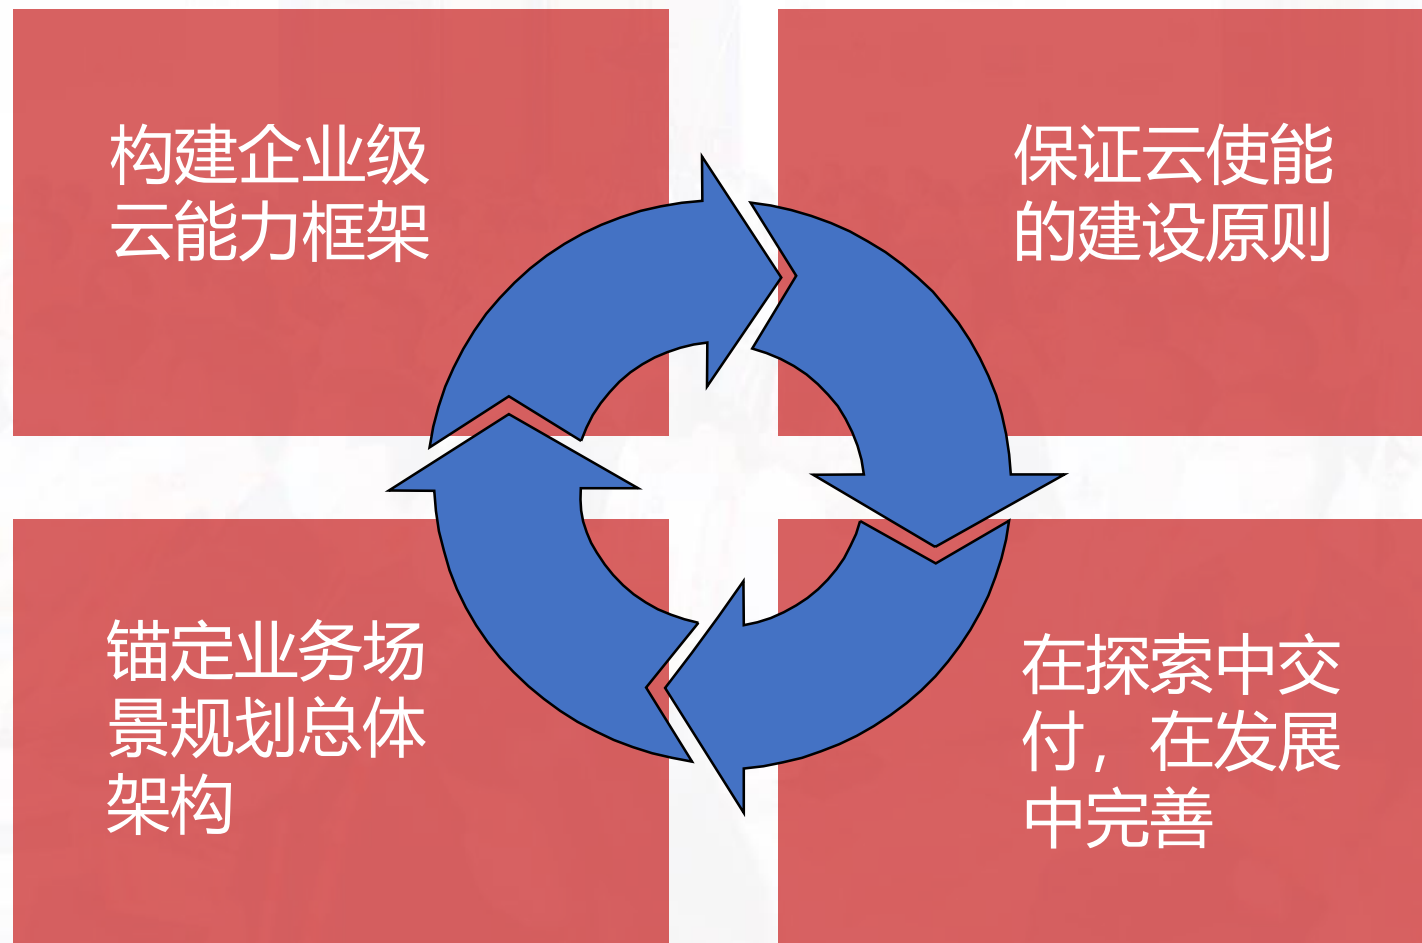 构建企业级
云能力框架
保证云使能
的建设原则
锚定业务场
景规划总体
架构
在探索中交
付，在发展
中完善